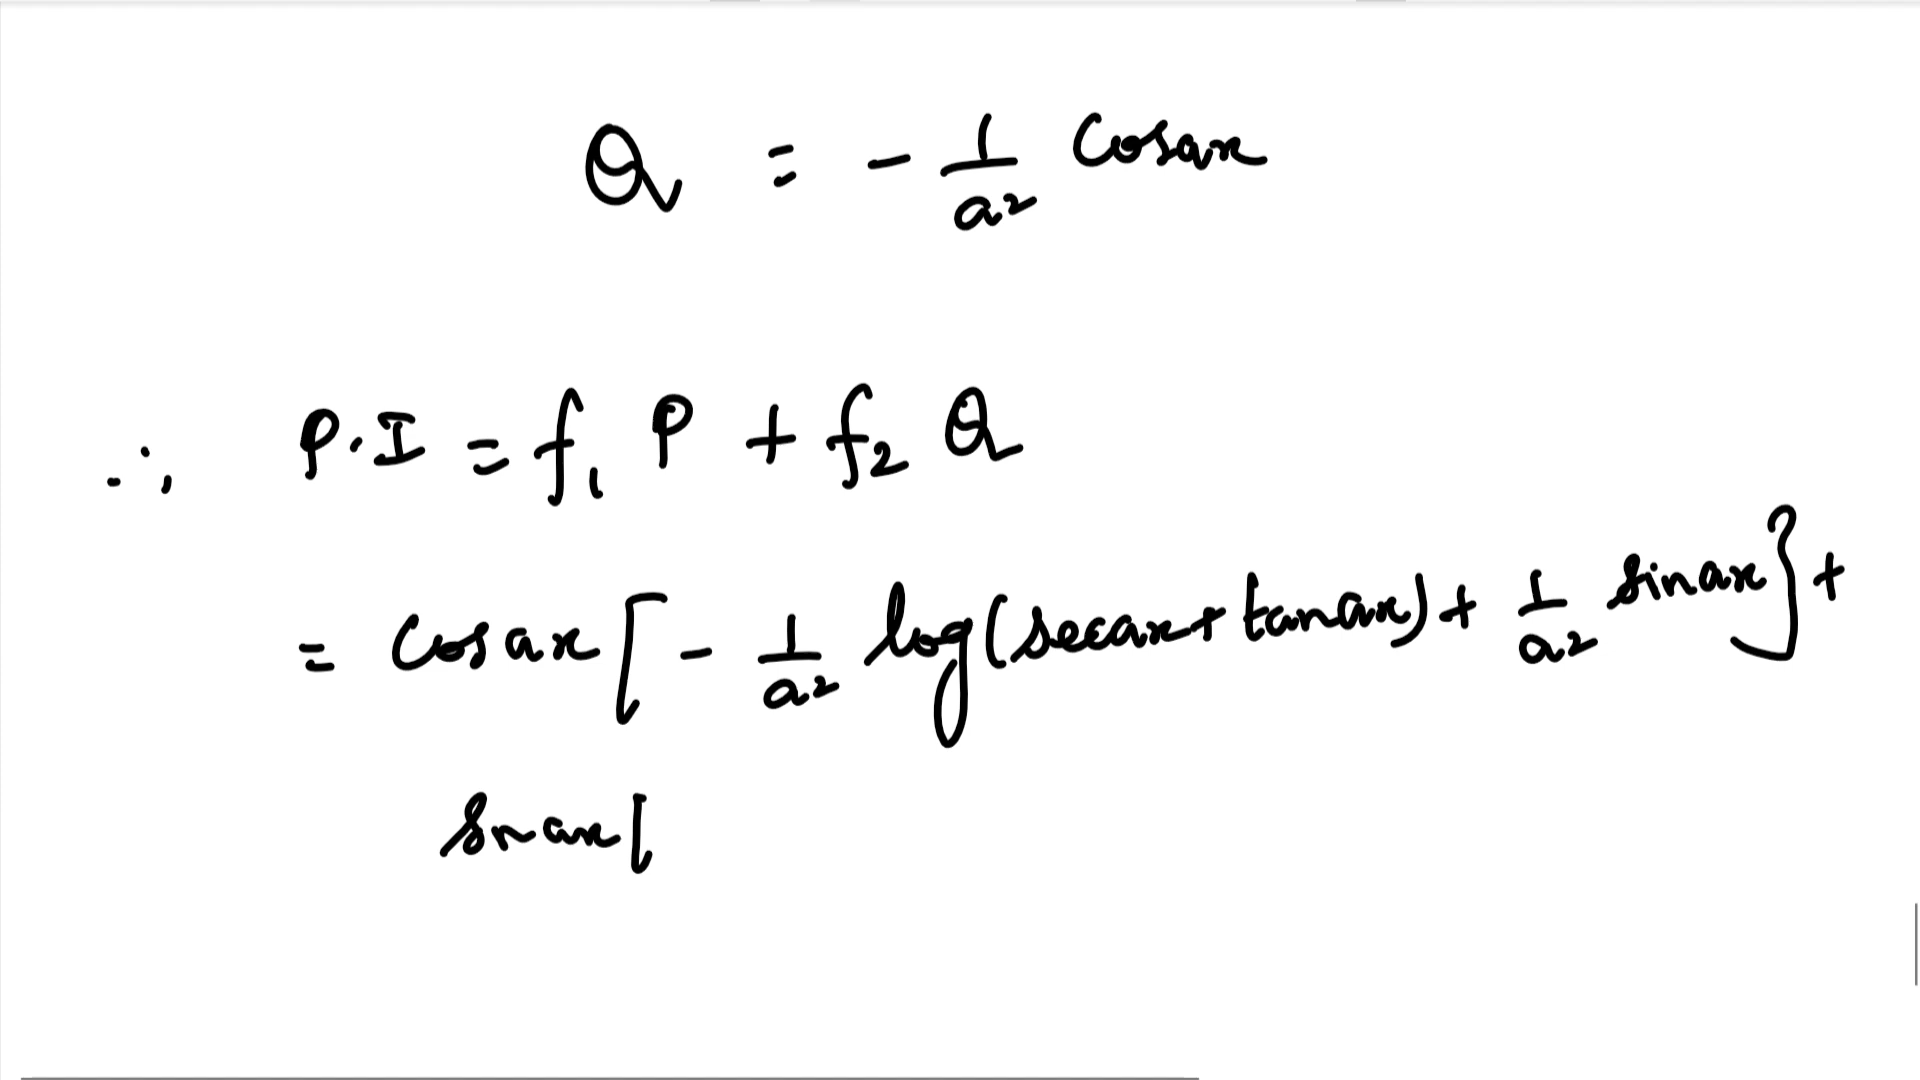 Q = - 1/a² cosax
∴ P.I = f₁ P + f₂ Q
= cosax [ - 1/a² log(secax + tanax) + 1/a² sinax ] +
sinax [